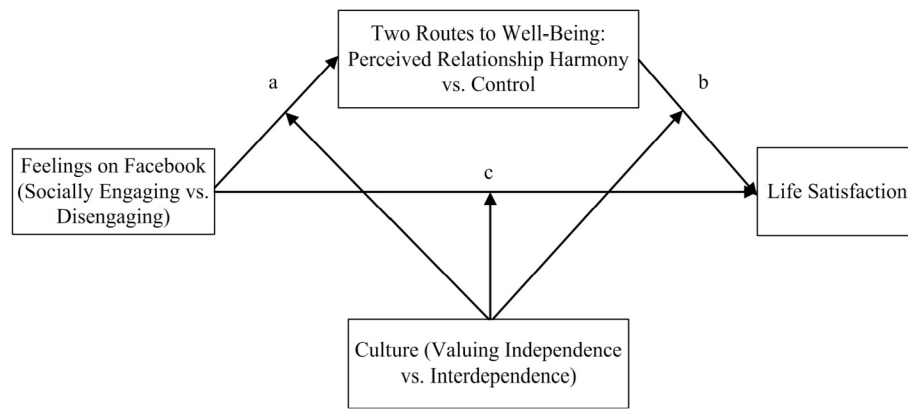 Two Routes to Well-Being:
Perceived Relationship Harmony
vs. Control
a
b
Feelings on Facebook
(Socially Engaging vs.
Disengaging)
c
Life Satisfaction
Culture (Valuing Independence
vs. Interdependence)